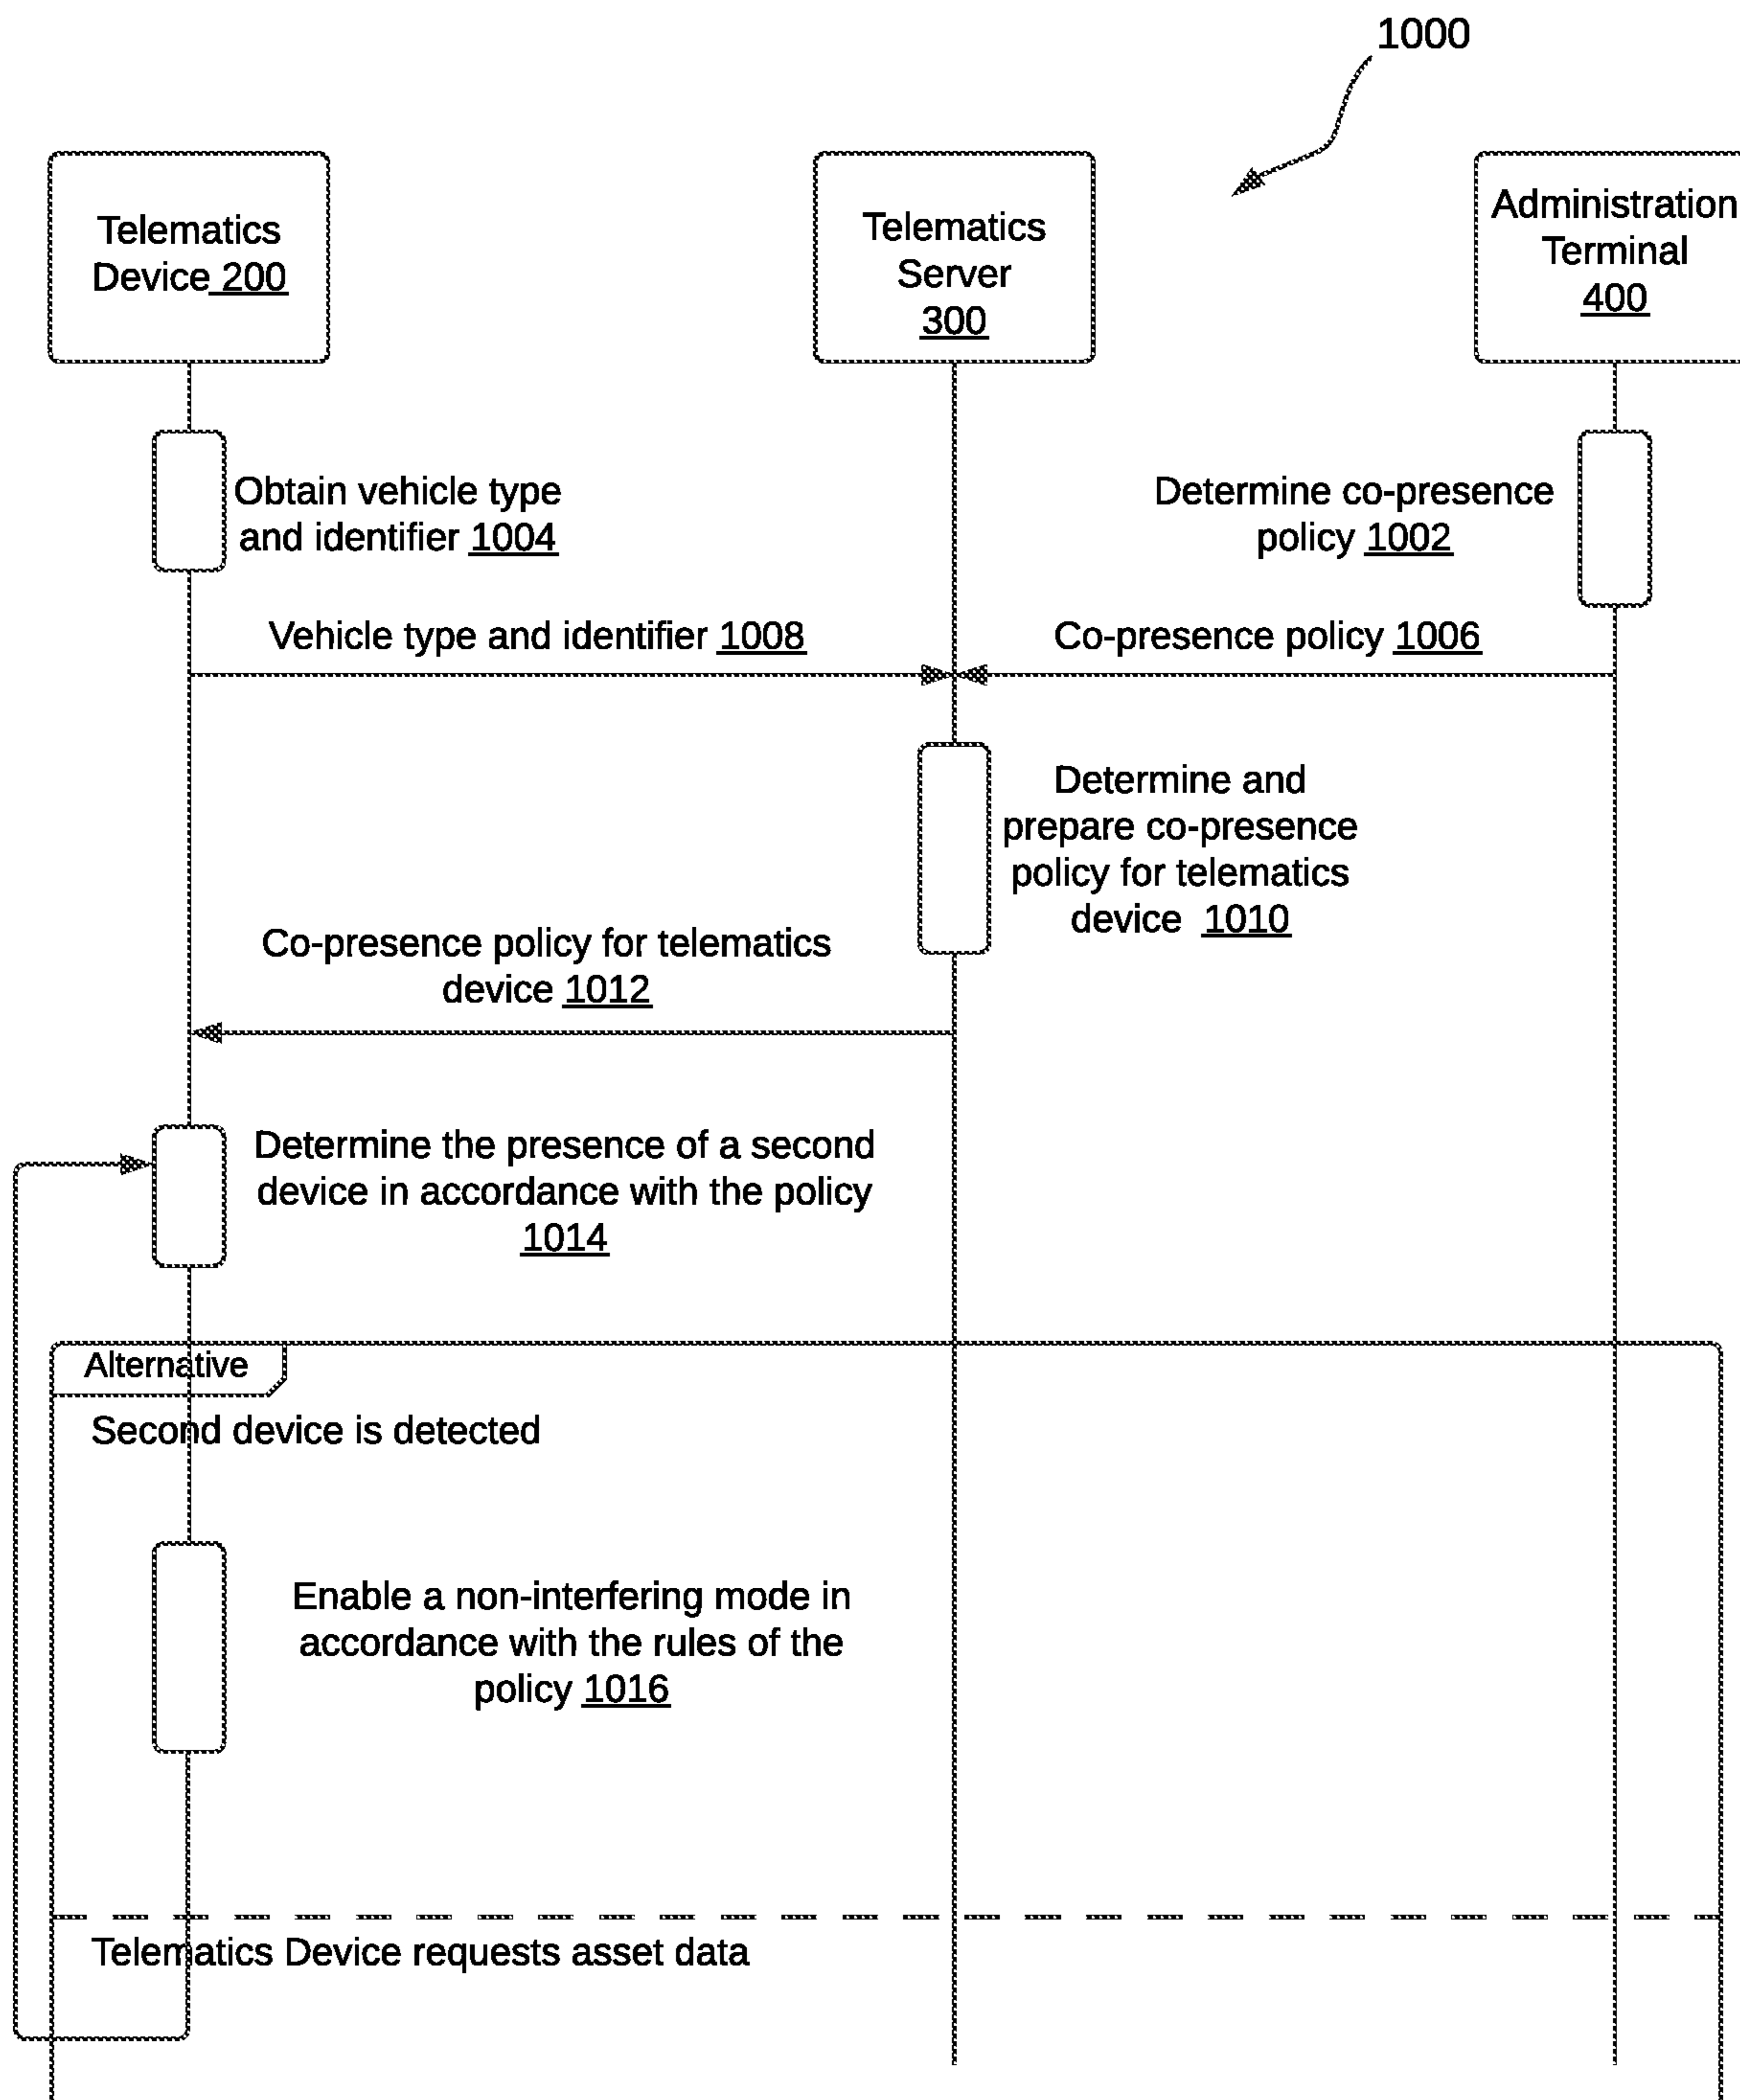 1000
Telematics
Device 200
Telematics
Server
300
Administration
Terminal
400
Obtain vehicle type
and identifier 1004
Determine co-presence
policy 1002
Vehicle type and identifier 1008
Co-presence policy 1006
Determine and
prepare co-presence
policy for telematics
device 1010
Co-presence policy for telematics
device 1012
Determine the presence of a second
device in accordance with the policy
1014
Alternative
Second device is detected
Enable a non-interfering mode in
accordance with the rules of the
policy 1016
Telematics Device requests asset data